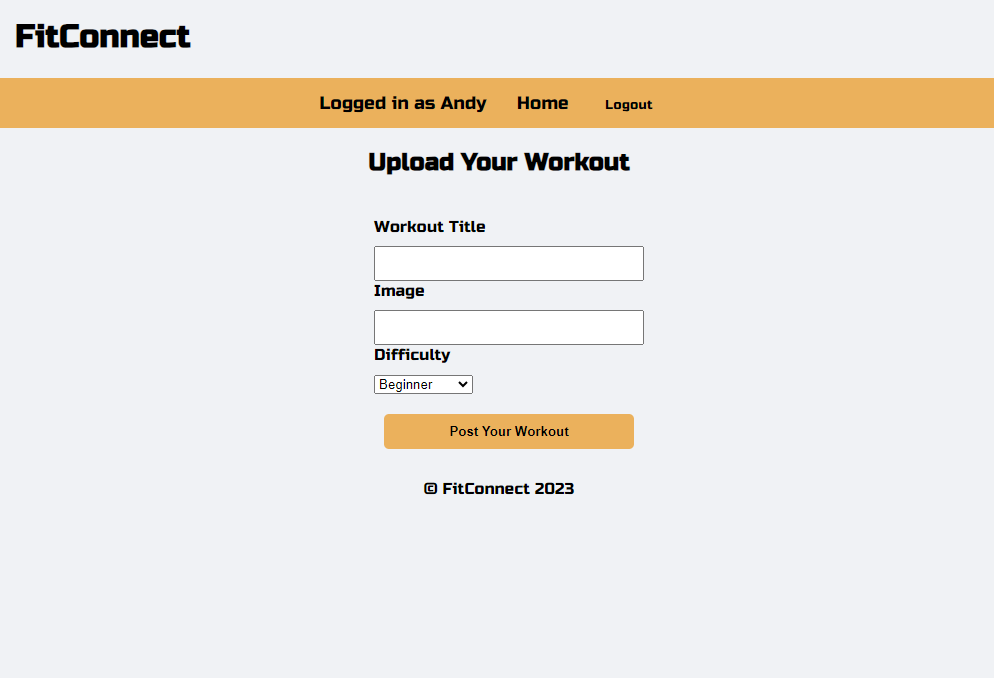 FitConnect
Logged in as Andy Home Logout
Upload Your Workout
Workout Title
Image
Difficulty
Beginner
Post Your Workout
© FitConnect 2023